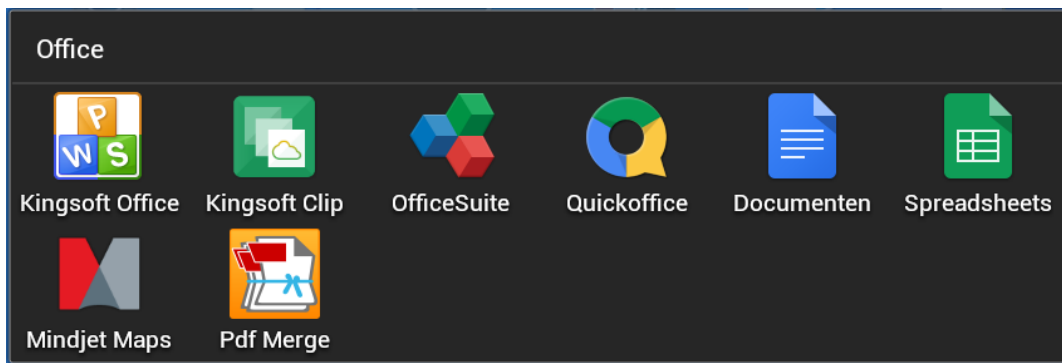 Office
P
W S
Kingsoft Office Kingsoft Clip OfficeSuite Quickoffice Documenten Spreadsheets
Mindjet Maps Pdf Merge